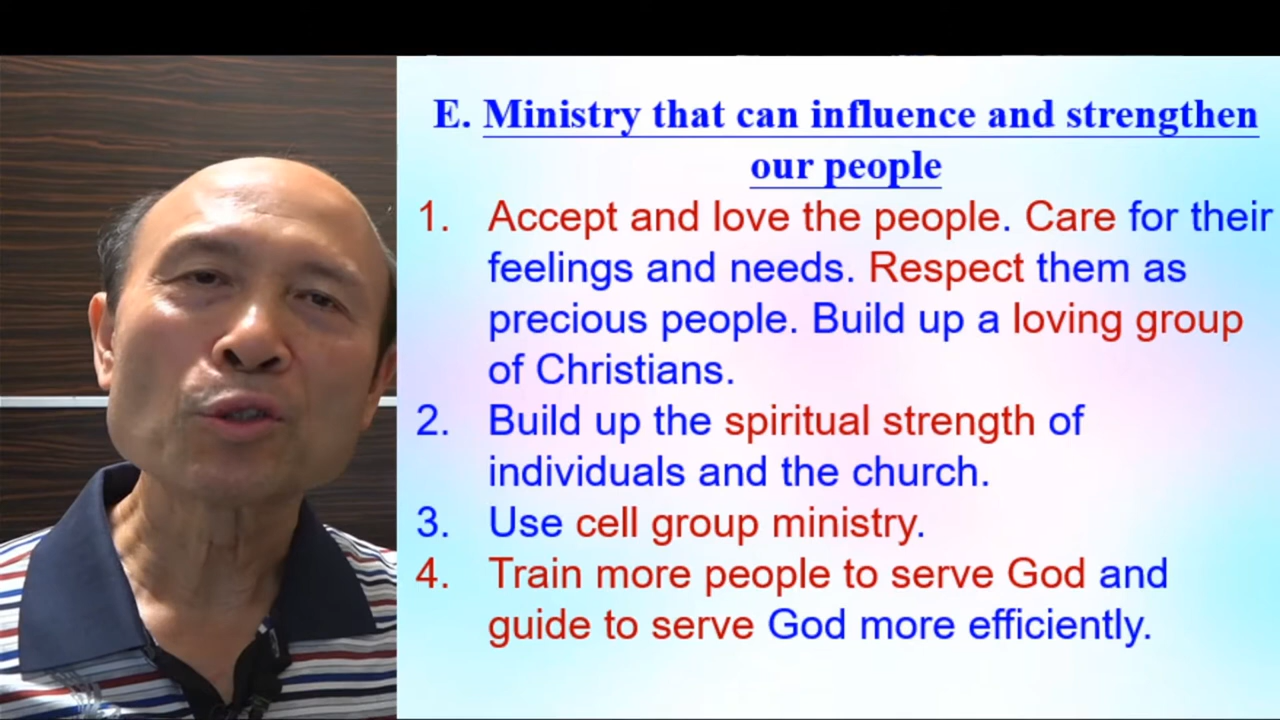 E. Ministry that can influence and strengthen
our people
1. Accept and love the people. Care for their
feelings and needs. Respect them as
precious people. Build up a loving group
of Christians.
2. Build up the spiritual strength of
individuals and the church.
3. Use cell group ministry.
4. Train more people to serve God and
guide to serve God more efficiently.